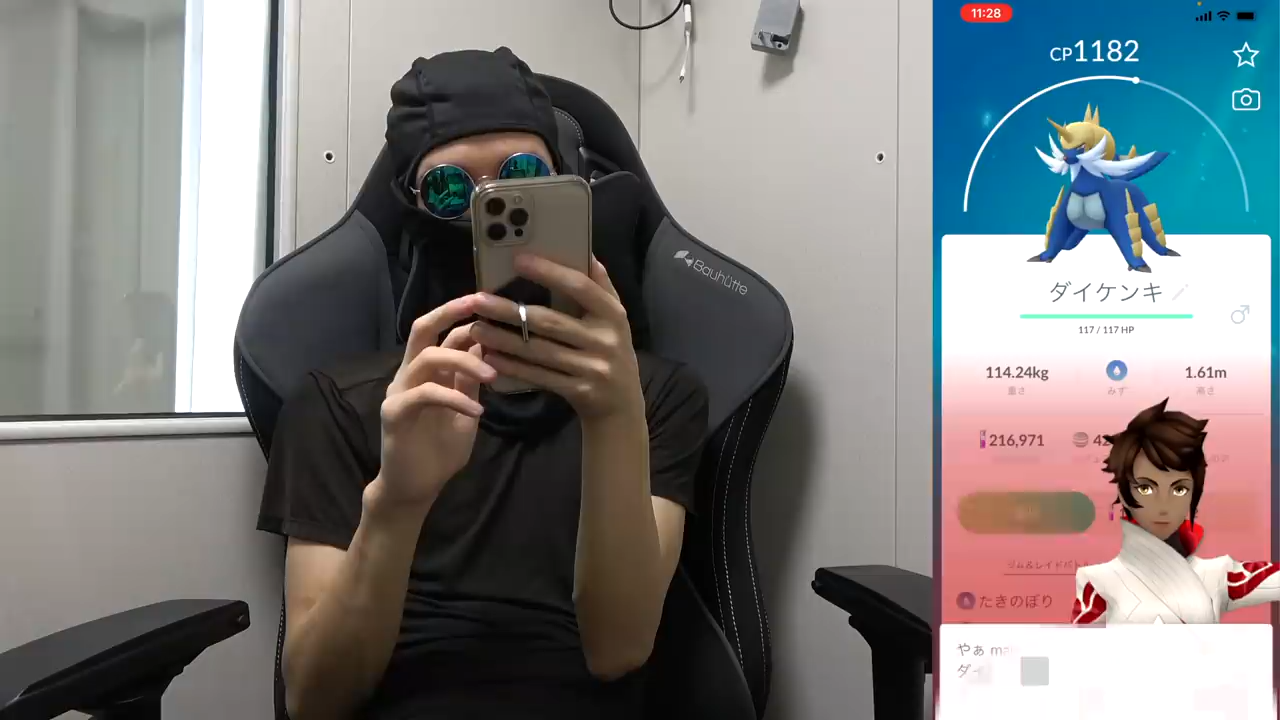 Bauhütte
11:28
CP1182
ダイケンキ
117 / 117 HP
114.24kg
みず
1.61m
重さ
高さ
216,971
42
ジム&レイドバトル
たきのぼり
やぁ
ダ